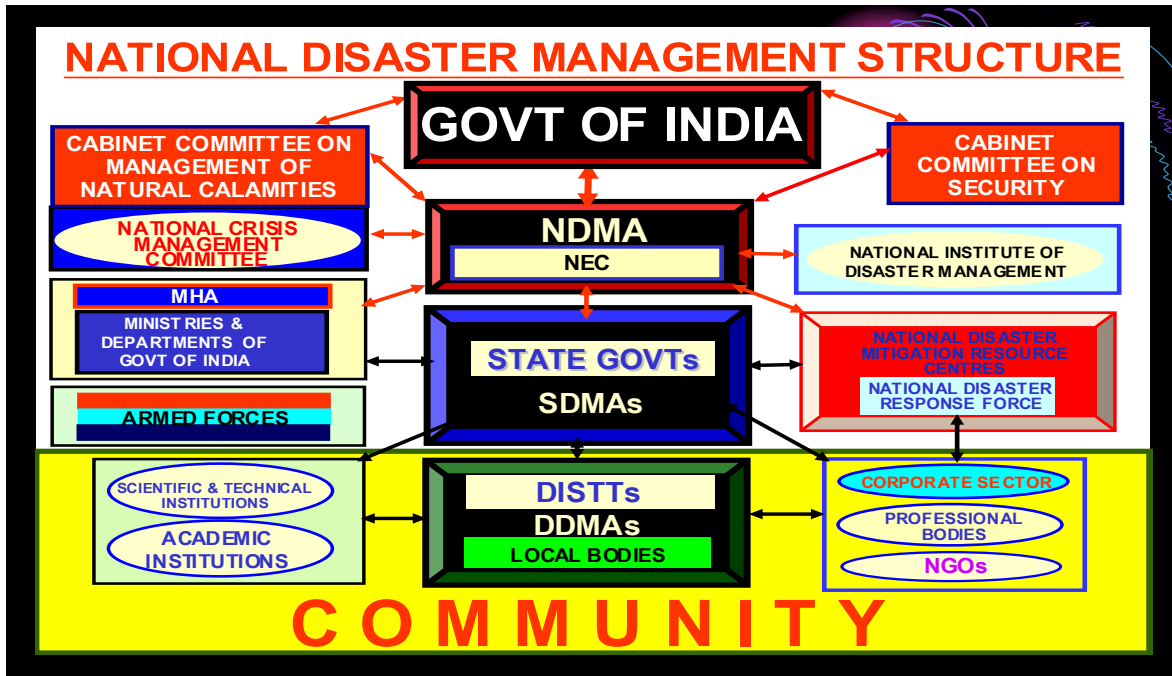 NATIONAL DISASTER MANAGEMENT STRUCTURE
GOVT OF INDIA
CABINET COMMITTEE ON
MANAGEMENT OF
NATURAL CALAMITIES
CABINET
COMMITTEE ON
SECURITY
NATIONAL CRISIS
MANAGEMENT
COMMITTEE
NDMA
NEC
NATIONAL INSTITUTE OF
DISASTER MANAGEMENT
MHA
MINISTRIES &
DEPARTMENTS OF
GOVT OF INDIA
STATE GOVTs
SDMAs
NATIONAL DISASTER
MITIGATION RESOURCE
CENTRES
NATIONAL DISASTER
RESPONSE FORCE
ARMED FORCES
SCIENTIFIC & TECHNICAL
INSTITUTIONS
ACADEMIC
INSTITUTIONS
DISTTs
DDMAs
LOCAL BODIES
CORPORATE SECTOR
PROFESSIONAL
BODIES
NGOs
COMMUNITY